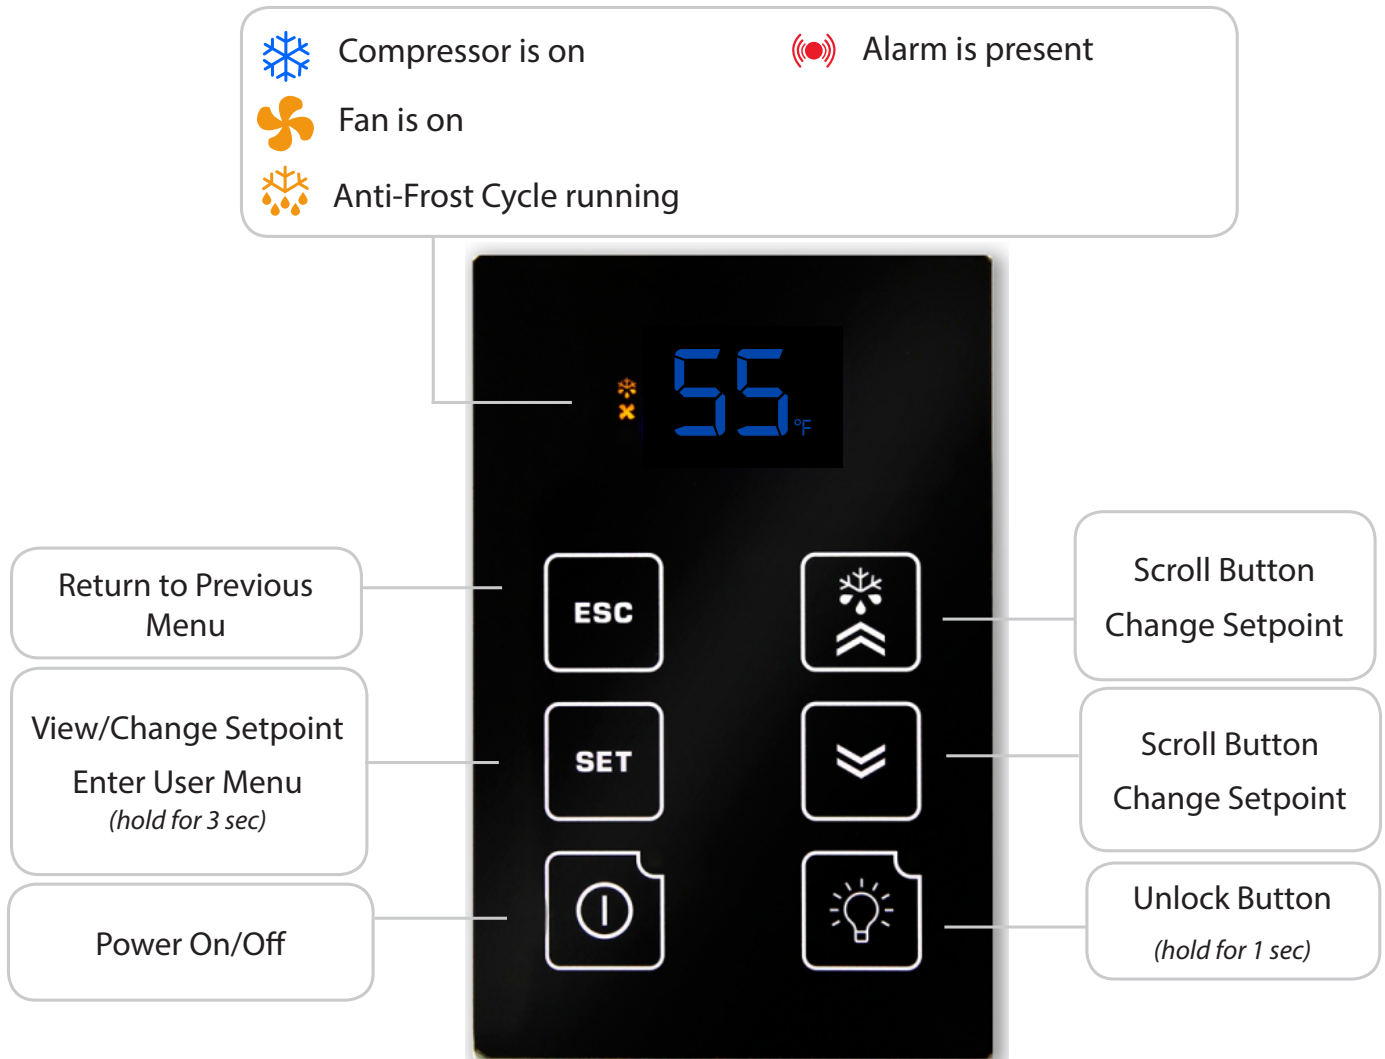 Compressor is on
Alarm is present
Fan is on
Anti-Frost Cycle running
55 °F
Return to Previous
Menu
ESC
Scroll Button
Change Setpoint
View/Change Setpoint
Enter User Menu
(hold for 3 sec)
SET
Scroll Button
Change Setpoint
Power On/Off
Unlock Button
(hold for 1 sec)